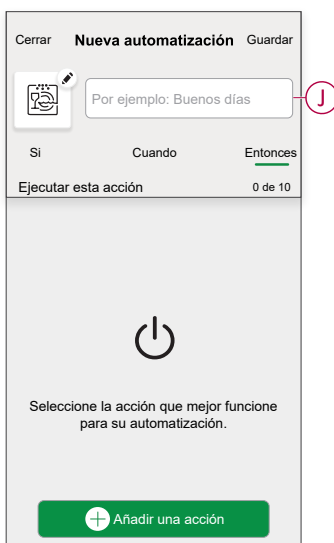 Cerrar Nueva automatización Guardar
Por ejemplo: Buenos días
J
Si Cuando Entonces
Ejecutar esta acción 0 de 10
Seleccione la acción que mejor funcione
para su automatización.
Añadir una acción